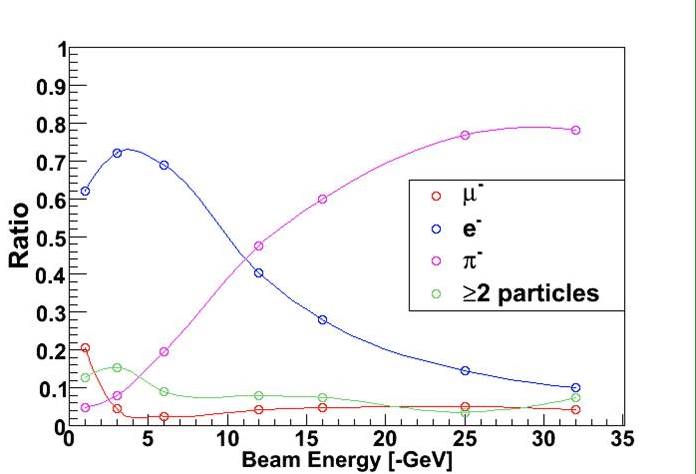 1
0.9
0.8
0.7
0.6
0.5
0.4
0.3
0.2
0.1
0
Ratio
μ-
e-
π-
≥2 particles
0 5 10 15 20 25 30 35
Beam Energy [-GeV]